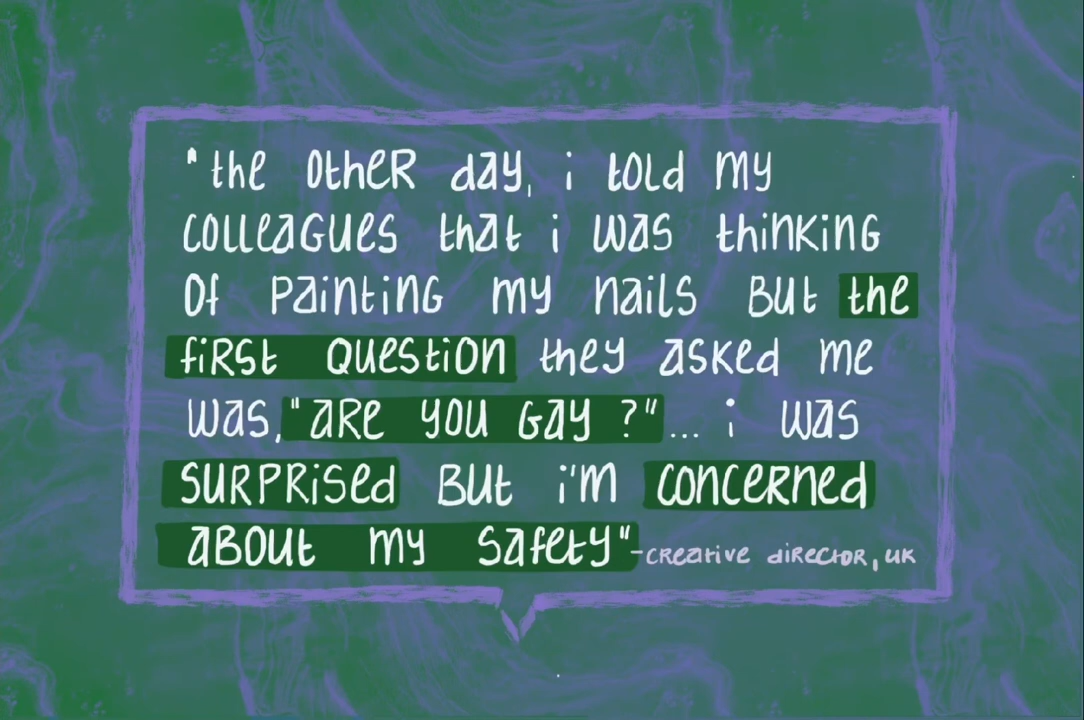 "the other day, i told my
colleagues that i was thinking
of painting my nails but the
first question they asked me
was, "are you gay ?"... i was
surprised but i'm concerned
about my safety" -creative director, uk